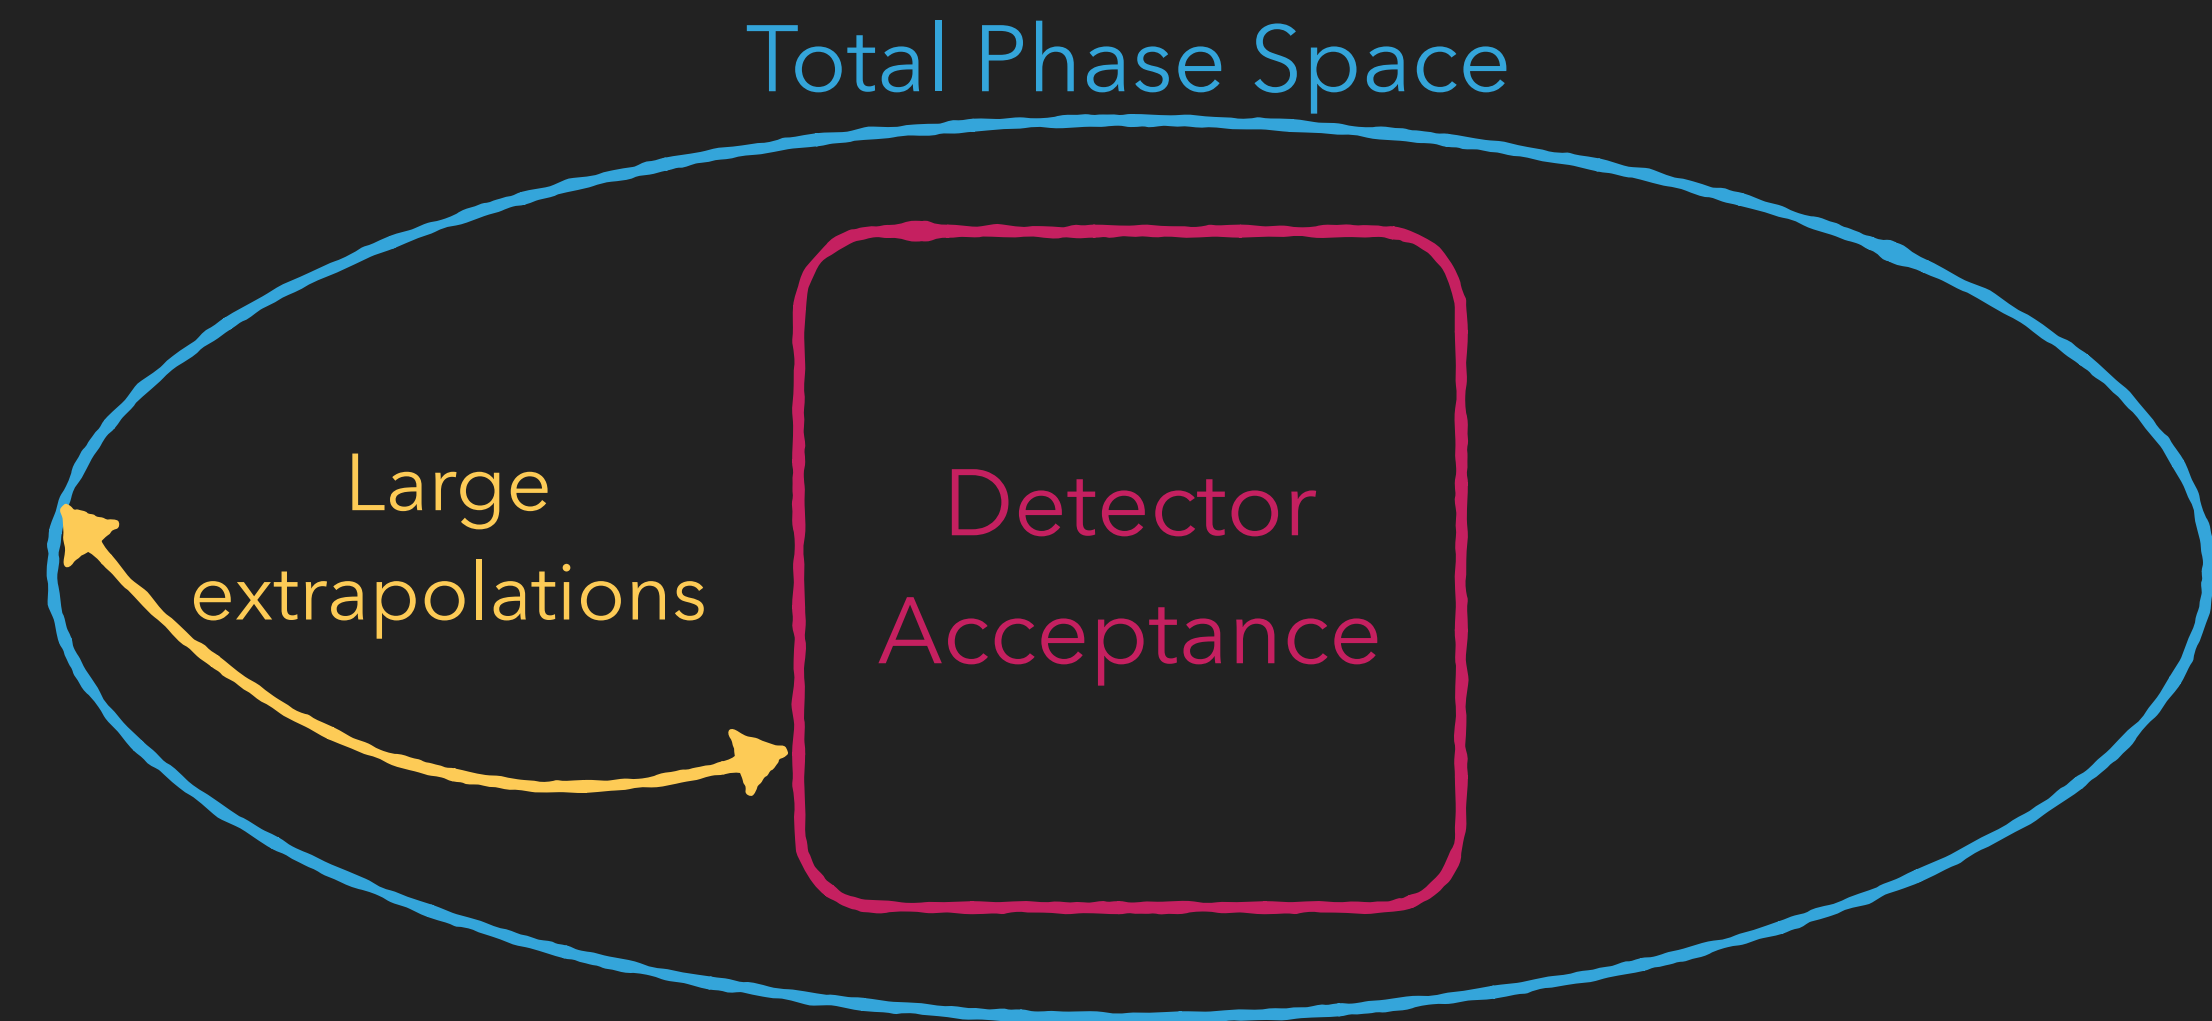 Total Phase Space
Large
extrapolations
Detector
Acceptance